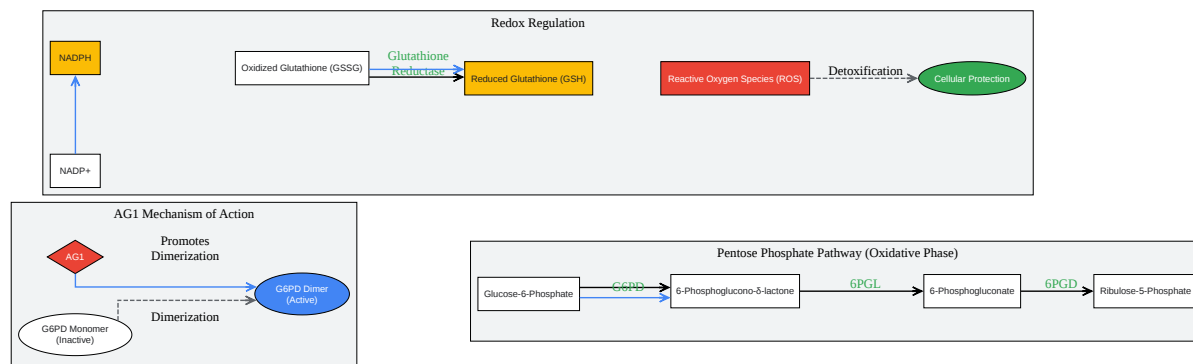 Redox Regulation
NADPH
Oxidized Glutathione (GSSG)
Glutathione
Reductase
Reduced Glutathione (GSH)
Reactive Oxygen Species (ROS)
Detoxification
Cellular Protection
NADP+
AG1 Mechanism of Action
AG1
Promotes
Dimerization
G6PD Dimer
(Active)
Dimerization
G6PD Monomer
(Inactive)
Pentose Phosphate Pathway (Oxidative Phase)
Glucose-6-Phosphate
G6PD
6-Phosphoglucono-δ-lactone
6PGL
6-Phosphogluconate
6PGD
Ribulose-5-Phosphate